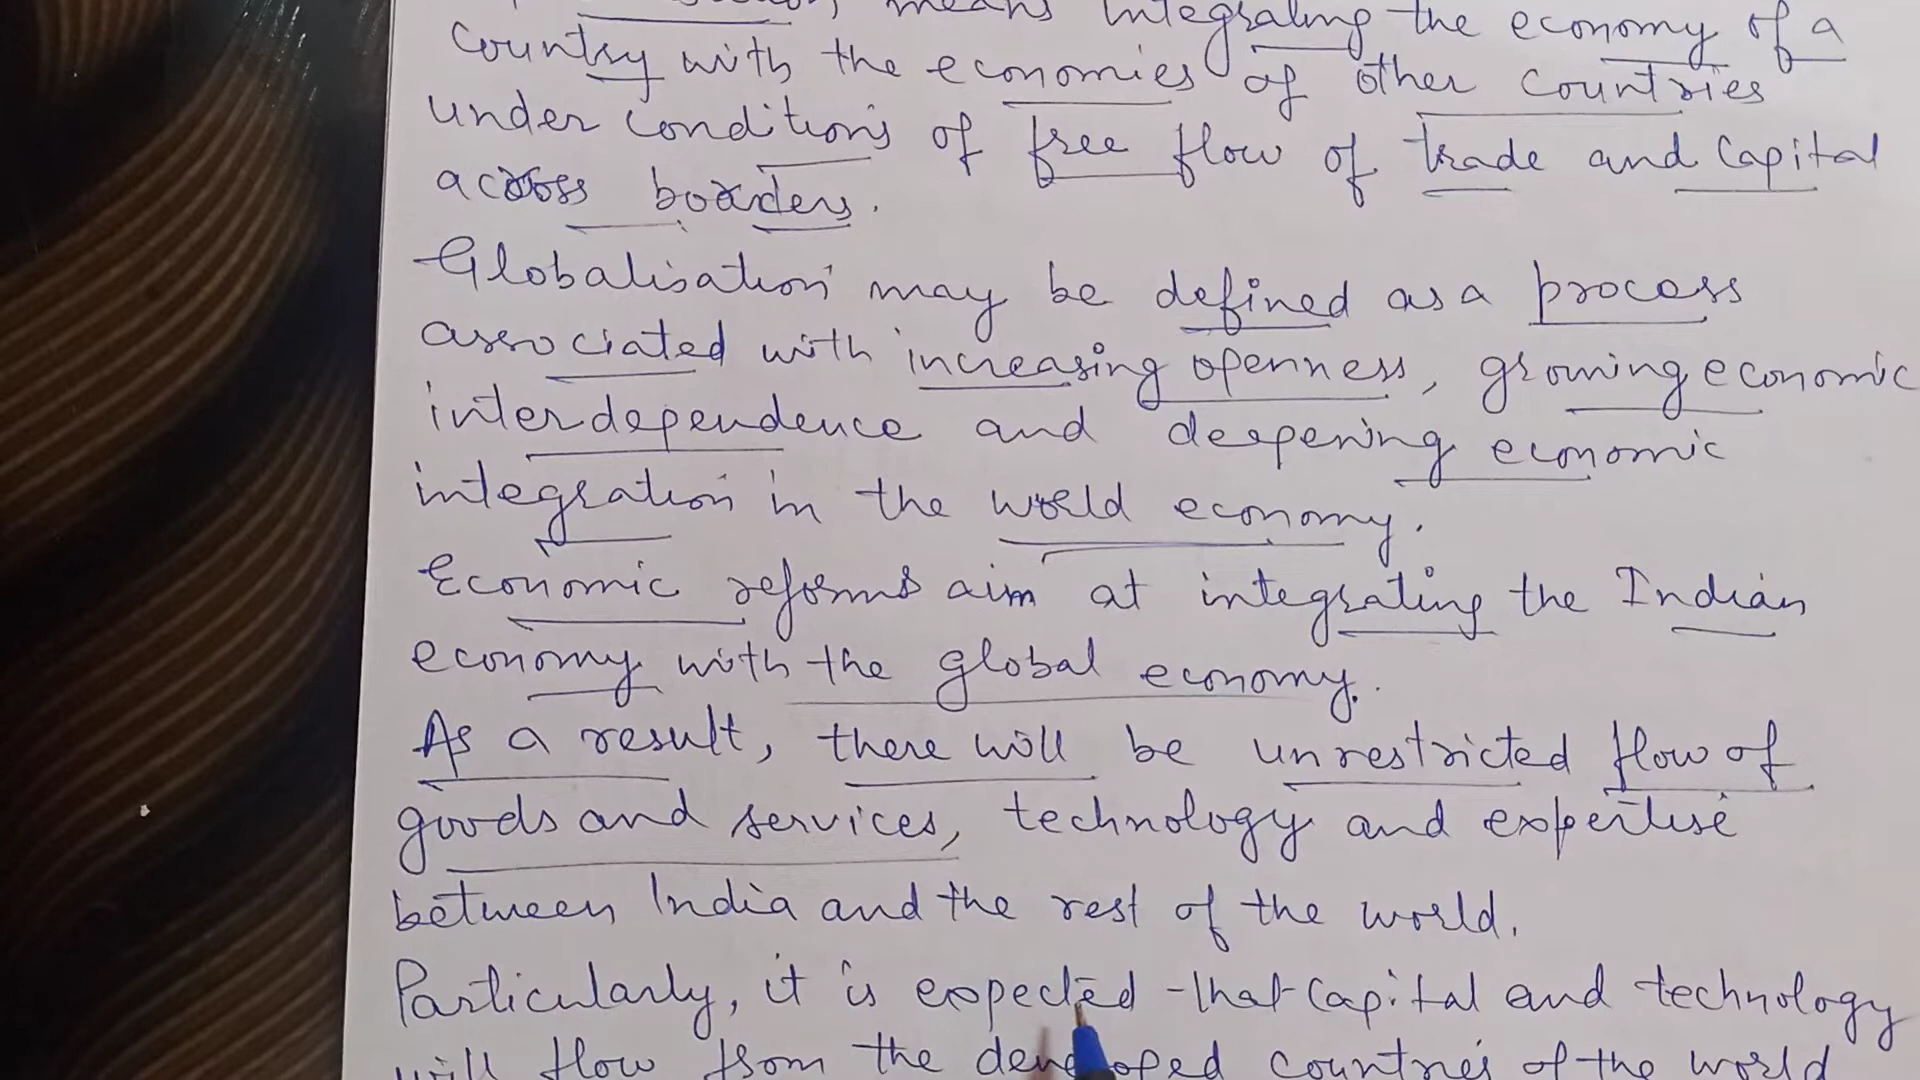 means integrating the economy of a
Country with the economies of other Countries
under conditions of free flow of trade and Capital
across boarders.
Globalisation may be defined as a process
associated with increasing openness, growing economic
interdependence and deepening economic
integration in the world economy.
Economic reforms aim at integrating the Indian
economy with the global economy.
As a result, there will be unrestricted flow of
goods and services, technology and expertise
between India and the rest of the world.
Particularly, it is expected that Capital and technology
will flow from the developed Countries of the world